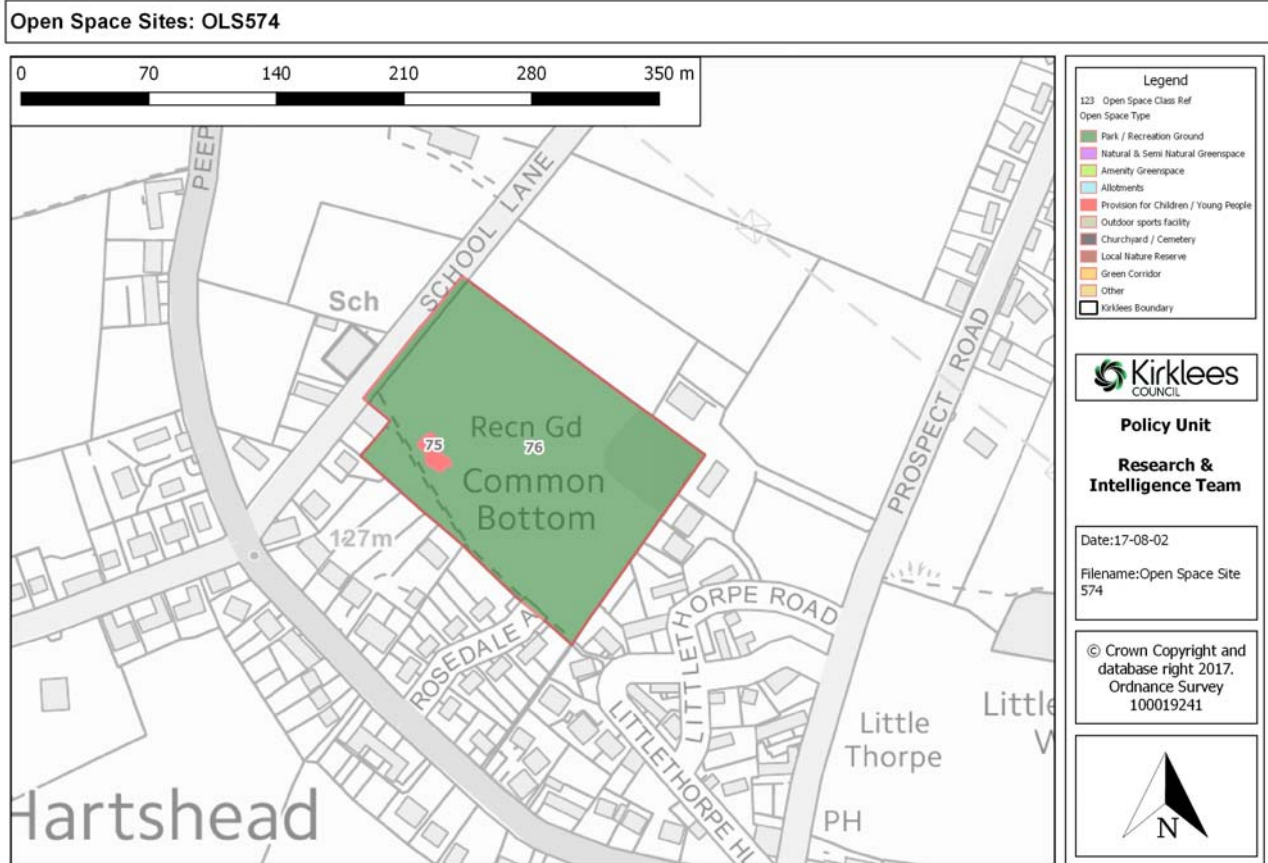 Open Space Sites: OLS574
0 70 140 210 280 350 m
PEEP
SCHOOL LANE
Sch
PROSPECT ROAD
75
Recn Gd
76
Common
Bottom
127m
ROSEDALE A
LITTLETHORPE ROAD
LITTLETHORPE HI
Little
Thorpe
Little
W
PH
Hartshead
Legend
123 Open Space Class Ref
Open Space Type
Park / Recreation Ground
Natural & Semi Natural Greenspace
Amenity Greenspace
Allotments
Provision for Children / Young People
Outdoor sports facility
Churchyard / Cemetery
Local Nature Reserve
Green Corridor
Other
Kirklees Boundary
Kirklees
COUNCIL
Policy Unit
Research &
Intelligence Team
Date:17-08-02
Filename:Open Space Site
574
© Crown Copyright and
database right 2017.
Ordnance Survey
100019241
N